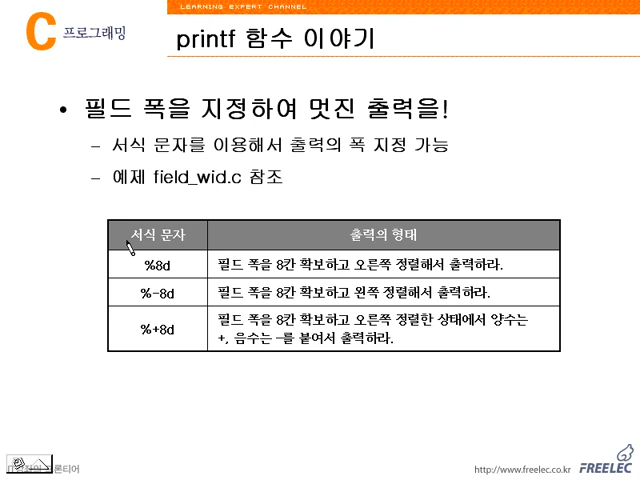 LEARNING EXPERT CHANNEL
C 프로그래밍
printf 함수 이야기
• 필드 폭을 지정하여 멋진 출력을!
– 서식 문자를 이용해서 출력의 폭 지정 가능
– 예제 field_wid.c 참조
서식 문자 출력의 형태
%8d 필드 폭을 8칸 확보하고 오른쪽 정렬해서 출력하라.
%-8d 필드 폭을 8칸 확보하고 왼쪽 정렬해서 출력하라.
%+8d 필드 폭을 8칸 확보하고 오른쪽 정렬한 상태에서 양수는
+, 음수는 -를 붙여서 출력하라.
론티어
http://www.freelec.co.kr FREELEC